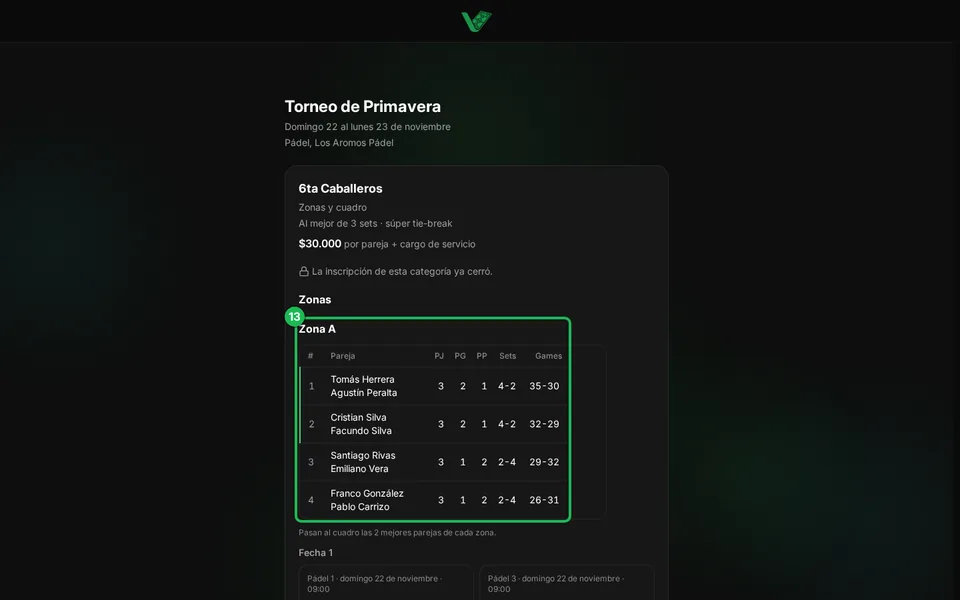 Torneo de Primavera
Domingo 22 al lunes 23 de noviembre
Pádel, Los Aromos Pádel
6ta Caballeros
Zonas y cuadro
Al mejor de 3 sets · súper tie-break
$30.000 por pareja + cargo de servicio
La inscripción de esta categoría ya cerró.
Zonas
13
Zona A
# Pareja PJ PG PP Sets Games
1 Tomás Herrera Agustín Peralta 3 2 1 4-2 35-30
2 Cristian Silva Facundo Silva 3 2 1 4-2 32-29
3 Santiago Rivas Emiliano Vera 3 1 2 2-4 29-32
4 Franco González Pablo Carrizo 3 1 2 2-4 26-31
Pasan al cuadro las 2 mejores parejas de cada zona.
Fecha 1
Pádel 1 · domingo 22 de noviembre · 09:00
Pádel 3 · domingo 22 de noviembre · 09:00